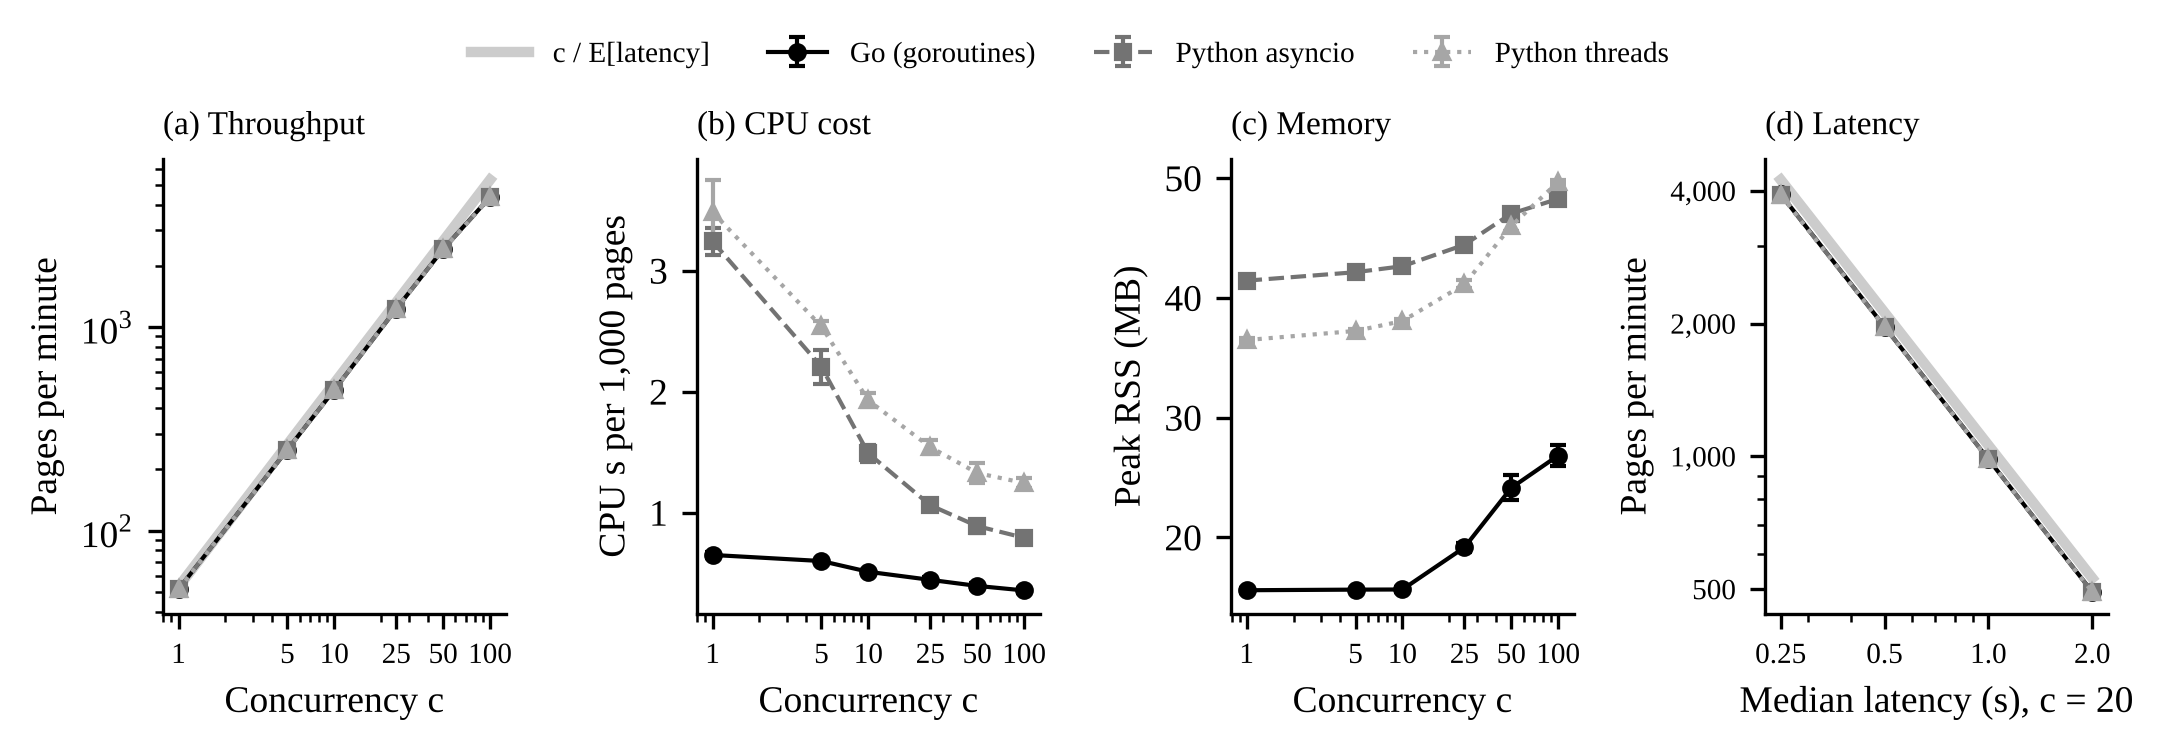 c / E[latency] Go (goroutines) Python asyncio Python threads
(a) Throughput
Pages per minute
10³
10²
1 5 10 25 50 100
Concurrency c
(b) CPU cost
CPU s per 1,000 pages
3
2
1
1 5 10 25 50 100
Concurrency c
(c) Memory
Peak RSS (MB)
50
40
30
20
1 5 10 25 50 100
Concurrency c
(d) Latency
Pages per minute
4,000
2,000
1,000
500
0.25 0.5 1.0 2.0
Median latency (s), c = 20